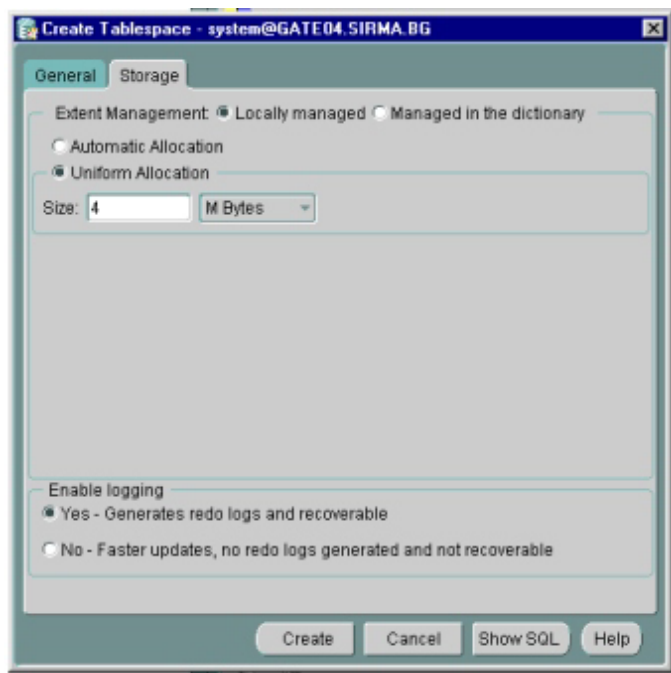 Create Tablespace - system@GATE04.SIRMA.BG
General Storage
Extent Management: Locally managed Managed in the dictionary
Automatic Allocation
Uniform Allocation
Size: 4 M Bytes
Enable logging
Yes - Generates redo logs and recoverable
No - Faster updates, no redo logs generated and not recoverable
Create Cancel Show SQL Help